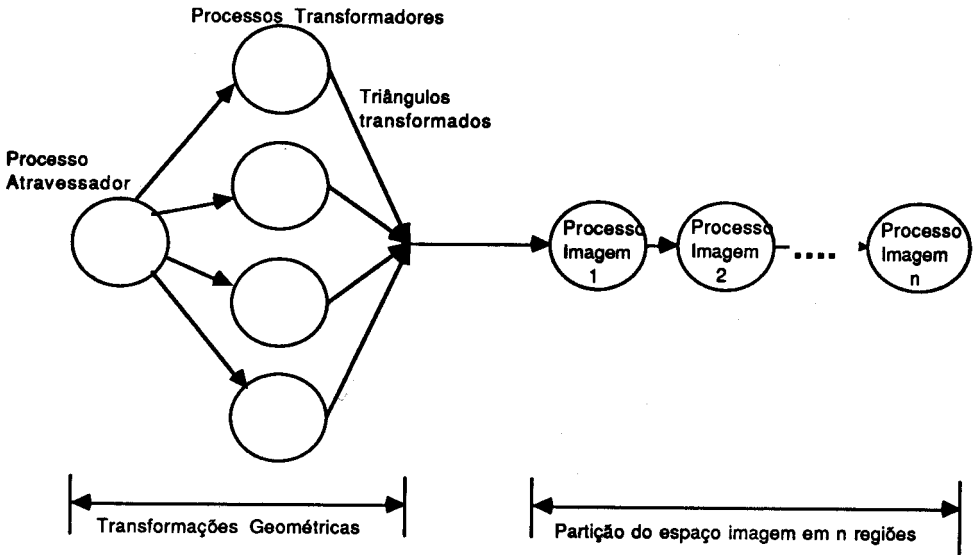 Processos Transformadores
Triângulos
transformados
Processo
Atravessador
Processo
Imagem
1
Processo
Imagem
2
....
Processo
Imagem
n
Transformações Geométricas
Partição do espaço imagem em n regiões